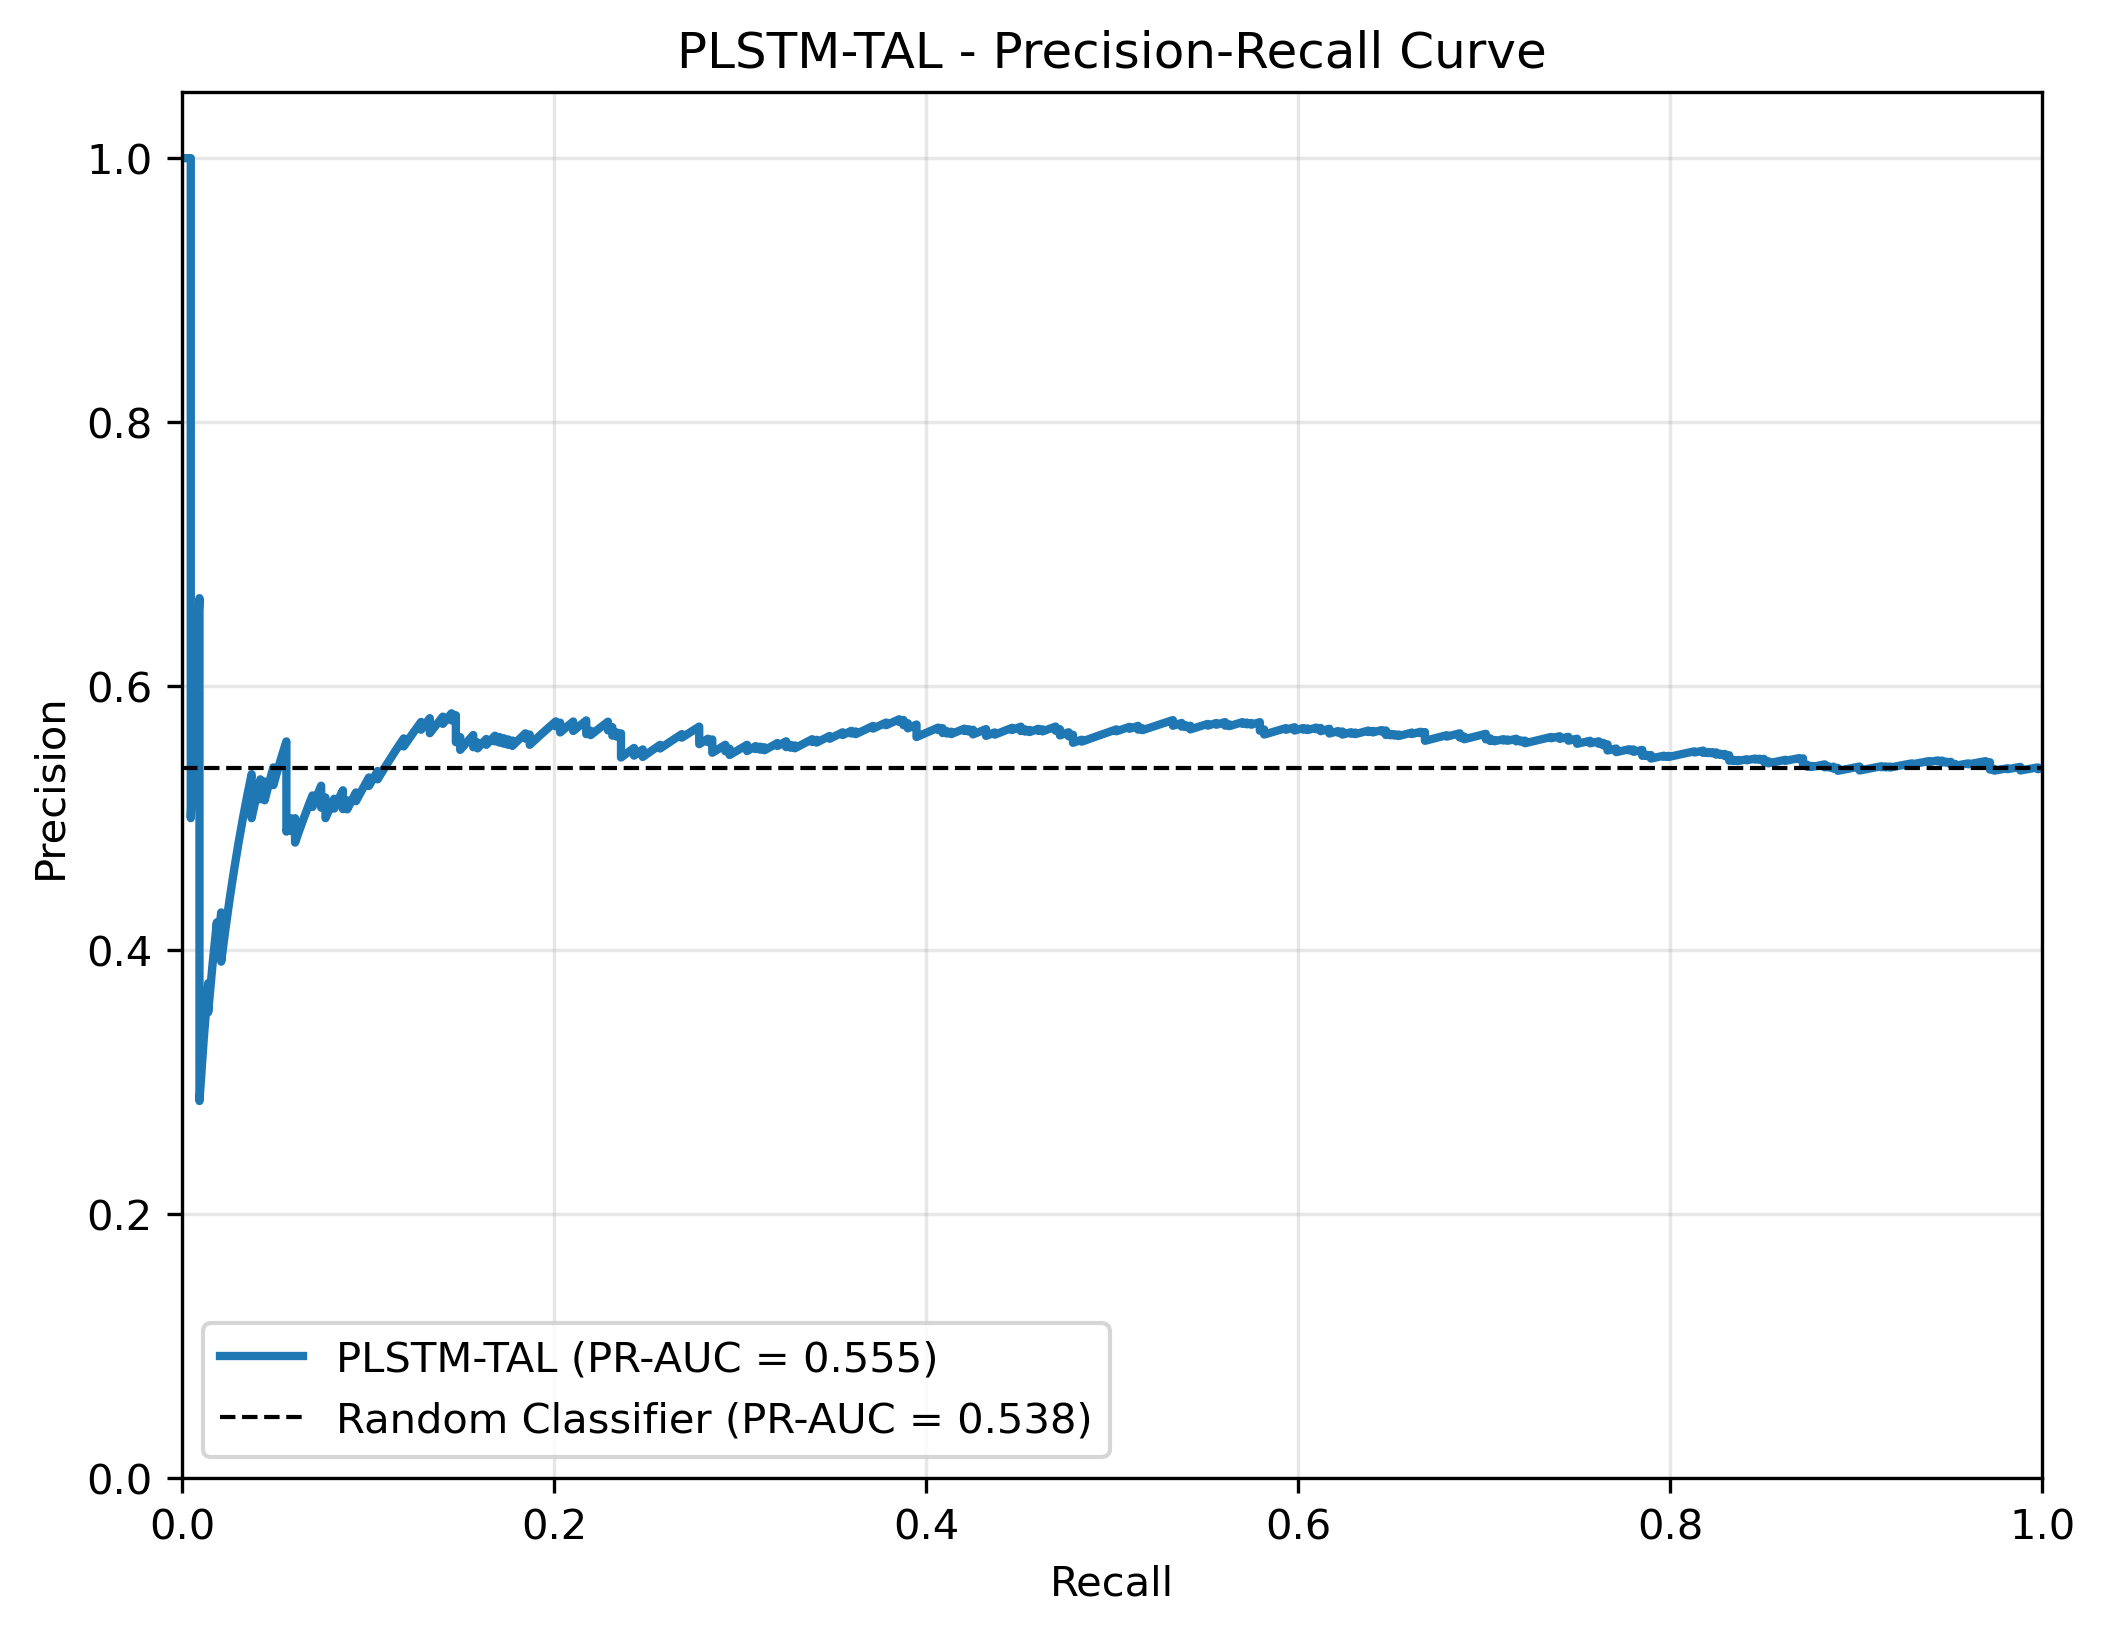 PLSTM-TAL - Precision-Recall Curve
1.0
0.8
0.6
0.4
0.2
0.0
Precision
PLSTM-TAL (PR-AUC = 0.555)
Random Classifier (PR-AUC = 0.538)
0.0 0.2 0.4 0.6 0.8 1.0
Recall